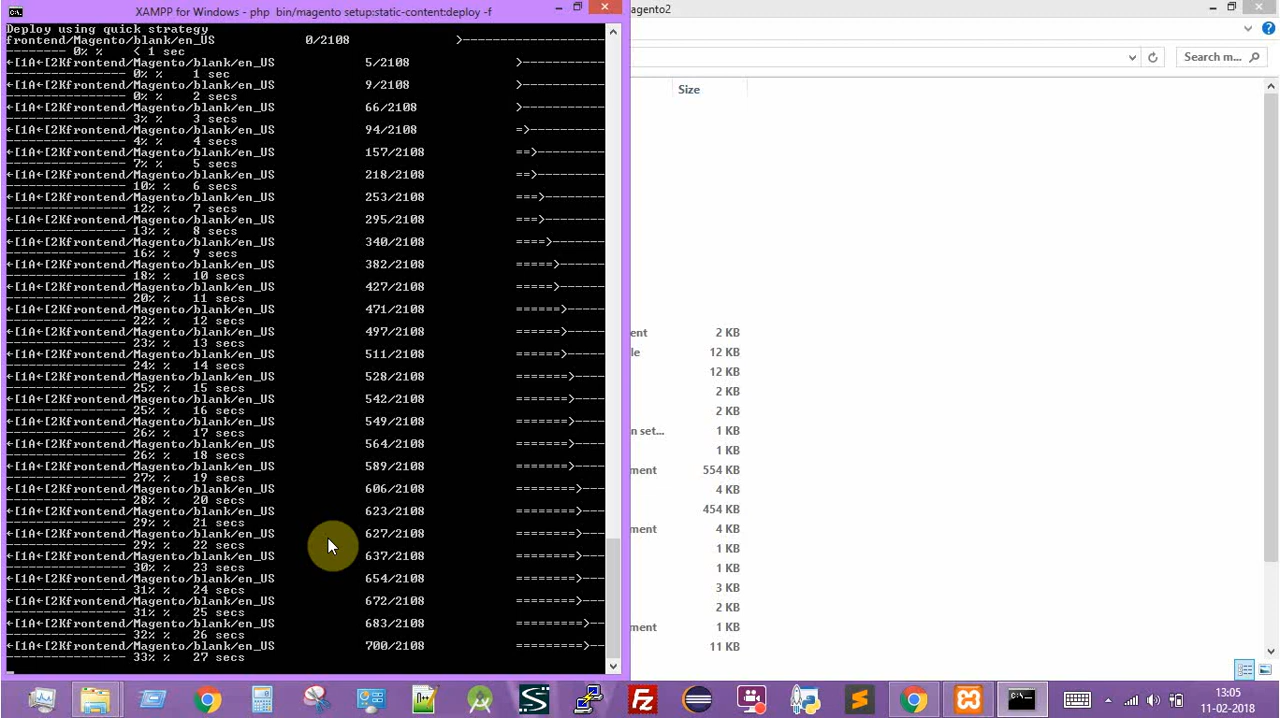 XAMPP for Windows - php bin/magento setup:static-content:deploy -f
agento2
Search m...
Size
Deploy using quick strategy
frontend/Magento/blank/en_US 0/2108 >-------------------
-------- 0% % < 1 sec
←[1A←[2Kfrontend/Magento/blank/en_US 5/2108 >-----------
---------------- 0% % 1 sec
←[1A←[2Kfrontend/Magento/blank/en_US 9/2108 >-----------
---------------- 0% % 2 secs
←[1A←[2Kfrontend/Magento/blank/en_US 66/2108 >-----------
---------------- 3% % 3 secs
←[1A←[2Kfrontend/Magento/blank/en_US 94/2108 =>----------
---------------- 4% % 4 secs
←[1A←[2Kfrontend/Magento/blank/en_US 157/2108 ==>---------
---------------- 7% % 5 secs
←[1A←[2Kfrontend/Magento/blank/en_US 218/2108 ==>---------
---------------- 10% % 6 secs
←[1A←[2Kfrontend/Magento/blank/en_US 253/2108 ===>--------
---------------- 12% % 7 secs
←[1A←[2Kfrontend/Magento/blank/en_US 295/2108 ===>--------
---------------- 13% % 8 secs
←[1A←[2Kfrontend/Magento/blank/en_US 340/2108 ====>-------
---------------- 16% % 9 secs
←[1A←[2Kfrontend/Magento/blank/en_US 382/2108 =====>------
---------------- 18% % 10 secs
←[1A←[2Kfrontend/Magento/blank/en_US 427/2108 =====>------
---------------- 20% % 11 secs
←[1A←[2Kfrontend/Magento/blank/en_US 471/2108 ======>-----
---------------- 22% % 12 secs
←[1A←[2Kfrontend/Magento/blank/en_US 497/2108 ======>-----
---------------- 23% % 13 secs
←[1A←[2Kfrontend/Magento/blank/en_US 511/2108 ======>-----
---------------- 24% % 14 secs
←[1A←[2Kfrontend/Magento/blank/en_US 528/2108 =======>----
---------------- 25% % 15 secs
←[1A←[2Kfrontend/Magento/blank/en_US 542/2108 =======>----
---------------- 25% % 16 secs
←[1A←[2Kfrontend/Magento/blank/en_US 549/2108 =======>----
---------------- 26% % 17 secs
←[1A←[2Kfrontend/Magento/blank/en_US 564/2108 =======>----
---------------- 26% % 18 secs
←[1A←[2Kfrontend/Magento/blank/en_US 589/2108 =======>----
---------------- 27% % 19 secs
←[1A←[2Kfrontend/Magento/blank/en_US 606/2108 ========>---
---------------- 28% % 20 secs
←[1A←[2Kfrontend/Magento/blank/en_US 623/2108 ========>---
---------------- 29% % 21 secs
←[1A←[2Kfrontend/Magento/blank/en_US 627/2108 ========>---
---------------- 29% % 22 secs
←[1A←[2Kfrontend/Magento/blank/en_US 637/2108 ========>---
---------------- 30% % 23 secs
←[1A←[2Kfrontend/Magento/blank/en_US 654/2108 ========>---
---------------- 31% % 24 secs
←[1A←[2Kfrontend/Magento/blank/en_US 672/2108 ========>---
---------------- 31% % 25 secs
←[1A←[2Kfrontend/Magento/blank/en_US 683/2108 =========>--
---------------- 32% % 26 secs
←[1A←[2Kfrontend/Magento/blank/en_US 700/2108 =========>--
---------------- 33% % 27 secs
ent 2 KB
le 12 KB
12 KB
2 KB
2 KB
n set... 1 KB
1 KB
ment 554 KB
4 KB
454 KB
ment 4 KB
1 KB
1 KB
3 KB
2 KB
ment 1 KB
11 KB
13:05
11-02-2018